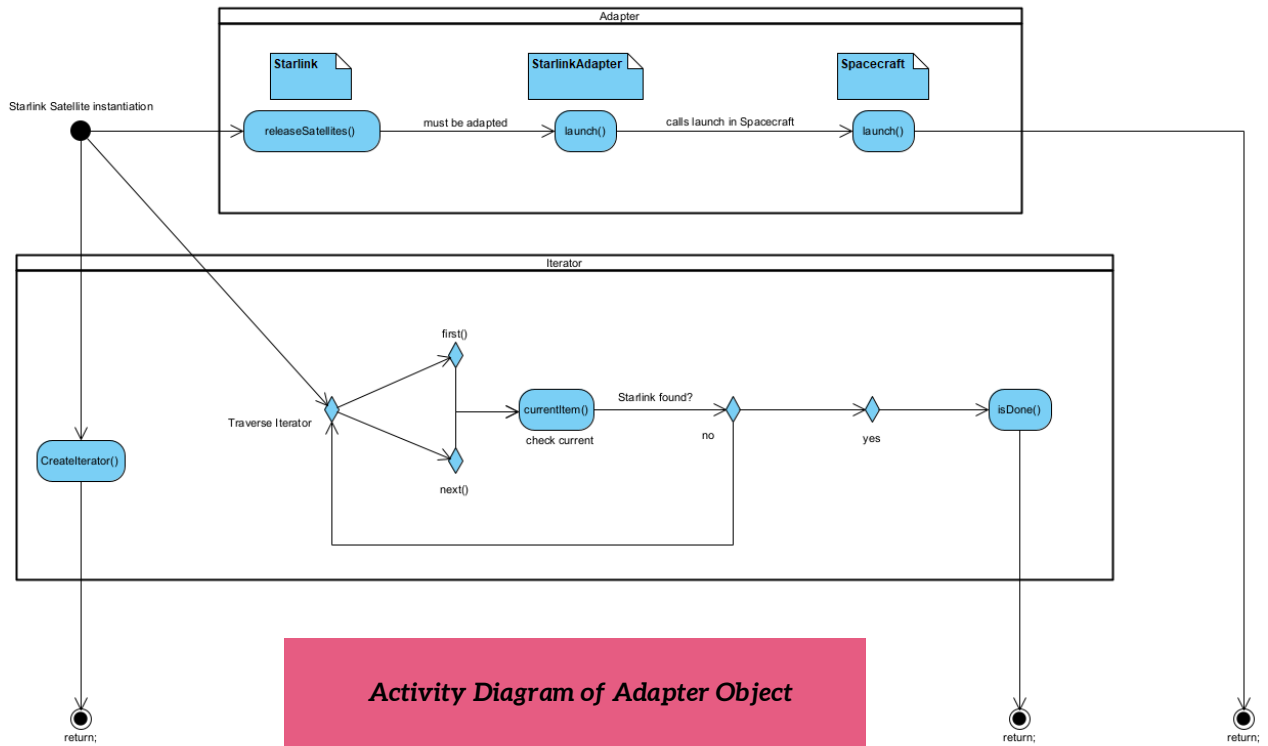 Adapter
Starlink
StarlinkAdapter
Spacecraft
Starlink Satellite instantiation
releaseSatellites()
must be adapted
launch()
calls launch in Spacecraft
launch()
Iterator
first()
Traverse Iterator
currentItem()
check current
Starlink found?
no
yes
isDone()
CreateIterator()
next()
Activity Diagram of Adapter Object
return;
return;
return;